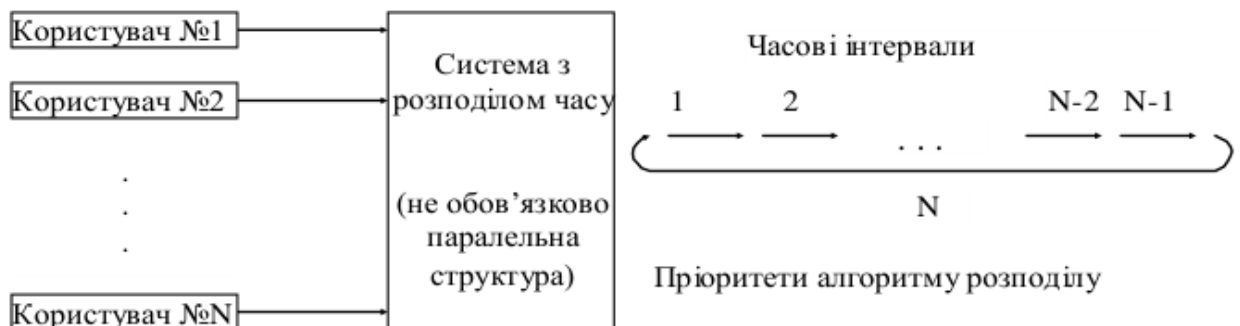 Користувач №1
Користувач №2
.
.
.
Користувач №N
Система з
розподілом часу
(не обов’язково
паралельна
структура)
Часові інтервали
1 2 . . . N-2 N-1
N
Пріоритети алгоритму розподілу